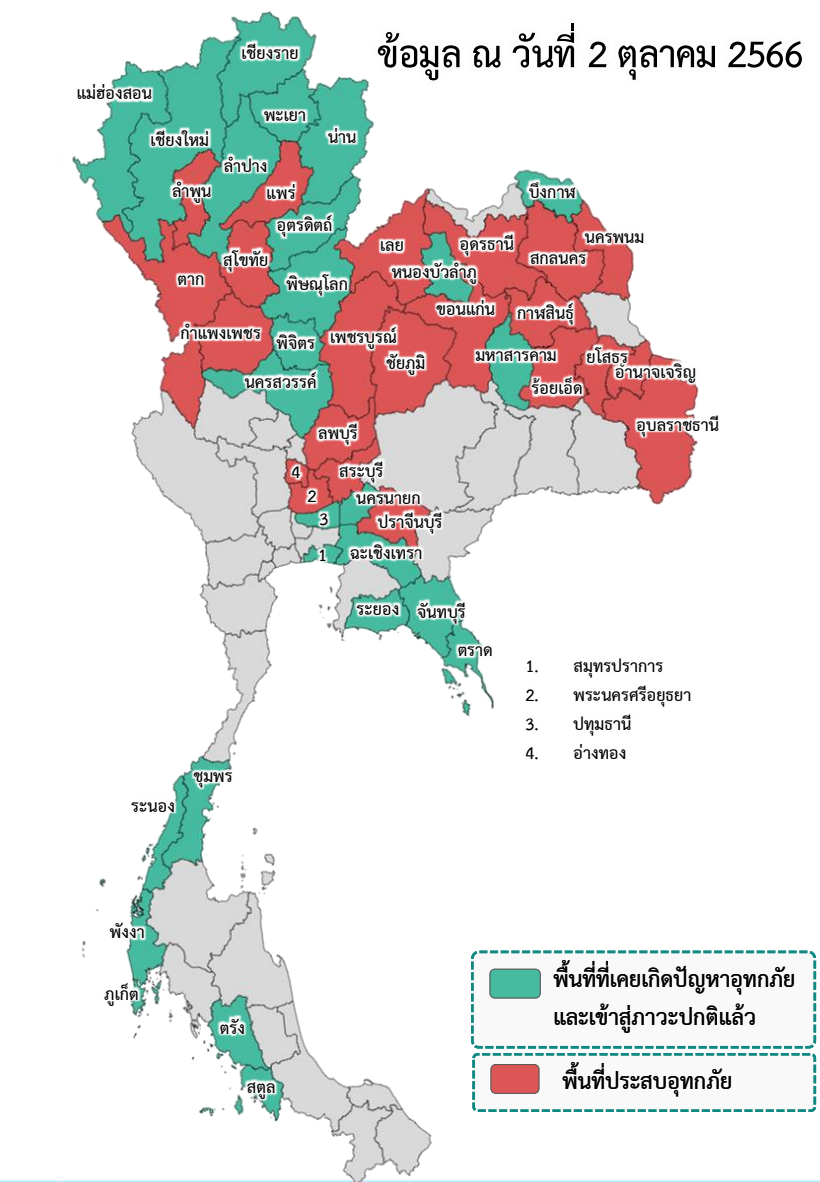 ข้อมูล ณ วันที่ 2 ตุลาคม 2566
เชียงราย
แม่ฮ่องสอน
พะเยา
เชียงใหม่
น่าน
ลำปาง
ลำพูน
แพร่
บึงกาฬ
อุตรดิตถ์
นครพนม
เลย
อุดรธานี
สุโขทัย
สกลนคร
หนองบัวลำภู
ตาก
พิษณุโลก
ขอนแก่น
กาฬสินธุ์
กำแพงเพชร
พิจิตร
เพชรบูรณ์
มหาสารคาม
ยโสธร
ชัยภูมิ
อำนาจเจริญ
นครสวรรค์
ร้อยเอ็ด
อุบลราชธานี
ลพบุรี
4
สระบุรี
2
นครนายก
3
ปราจีนบุรี
1
ฉะเชิงเทรา
ระยอง
จันทบุรี
ตราด
1. สมุทรปราการ
2. พระนครศรีอยุธยา
3. ปทุมธานี
4. อ่างทอง
ชุมพร
ระนอง
พังงา
ภูเก็ต
ตรัง
สตูล
พื้นที่ที่เคยเกิดปัญหาอุทกภัย
และเข้าสู่ภาวะปกติแล้ว
พื้นที่ประสบอุทกภัย